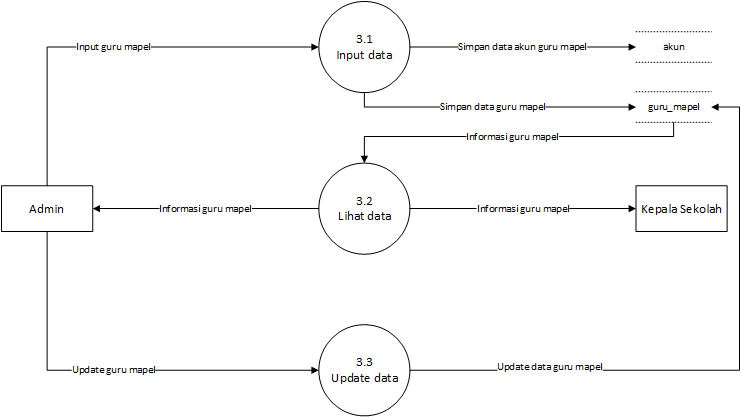 3.1
Input data
Input guru mapel
Simpan data akun guru mapel
akun
Simpan data guru mapel
guru_mapel
Informasi guru mapel
3.2
Lihat data
Admin
Informasi guru mapel
Informasi guru mapel
Kepala Sekolah
3.3
Update data
Update guru mapel
Update data guru mapel